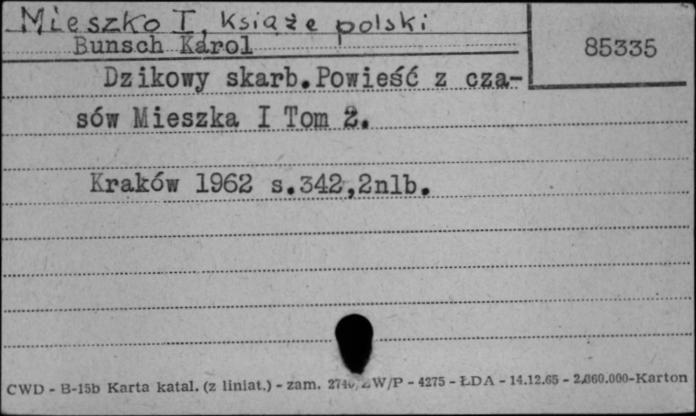 Mieszko I, książę polski
Bunsch Karol
85335
Dzikowy skarb.Powieść z cza-
sów Mieszka I Tom 2.
Kraków 1962 s.342,2nlb.
CWD - B-15b Karta katal. (z liniat.) - zam. W/P - 4275 - ŁDA - 14.12.65 - 2.060.000-Karton